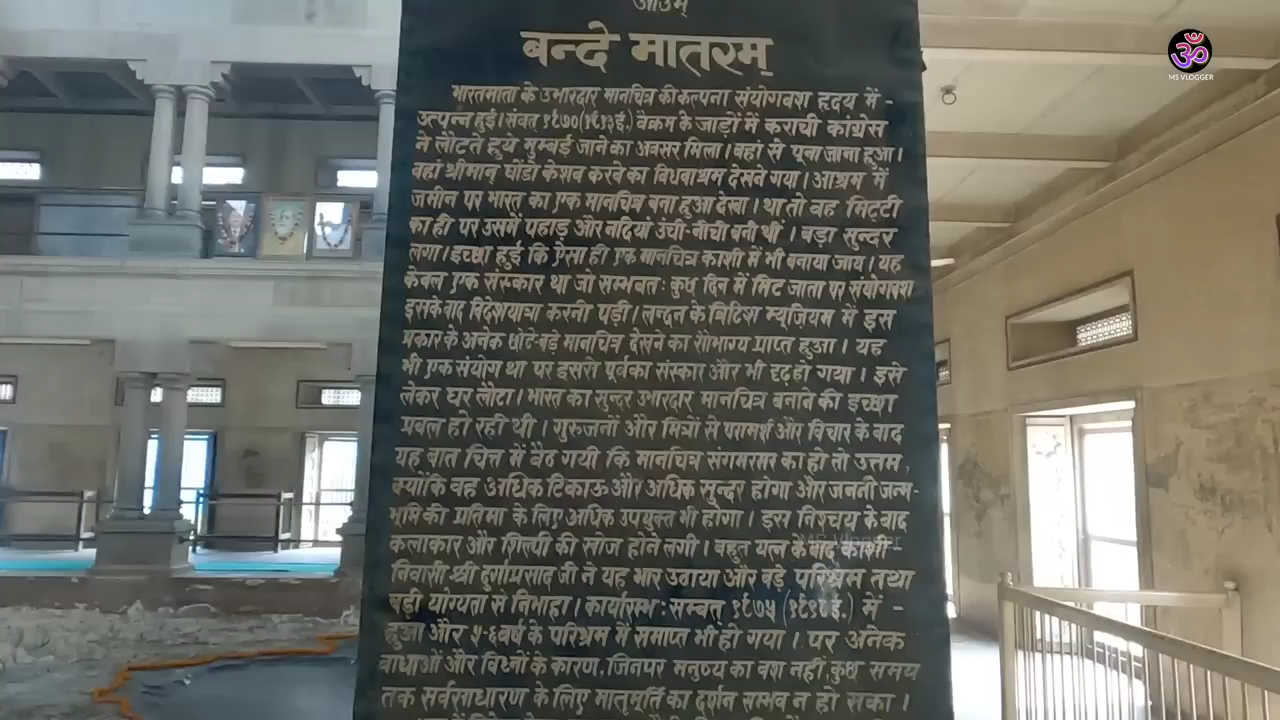 ओउम्
बन्दे मातरम्
भारतमाता के उभारदार मानचित्र की कल्पना संयोगवश हृदय में -
उत्पन्न हुई। संवत १९७०(१९१३ ई.) वैक्रम के जाड़ों में कराची कांग्रेस
से लौटते हुये मुम्बई जाने का अवसर मिला। वहां से पूना जाना हुआ।
वहां श्रीमान् घोंडो केशव करवे का विधवाश्रम देखने गया। आश्रम में
जमीन पर भारत का एक मानचित्र बना हुआ देखा। था तो वह मिट्टी
का ही पर उसमें पहाड़ और नदियां उंची-नीची बनी थीं। बड़ा सुन्दर
लगा। इच्छा हुई कि ऐसा ही एक मानचित्र काशी में भी बनाया जाय। यह
केवल एक संस्कार था जो सम्भवतः कुछ दिन में मिट जाता पर संयोगवश
इसके बाद विदेशयात्रा करनी पड़ी। लन्दन के ब्रिटिश म्यूज़ियम में इस
प्रकार के अनेक छोटे-बड़े मानचित्र देखने का सौभाग्य प्राप्त हुआ। यह
भी एक संयोग था पर इससे पूर्व का संस्कार और भी दृढ़ हो गया। इसे
लेकर घर लौटा। भारत का सुन्दर उभारदार मानचित्र बनाने की इच्छा
प्रबल हो रही थी। गुरुजनों और मित्रों से परामर्श और विचार के बाद
यह बात चित्त में बैठ गयी कि मानचित्र संगमरमर का हो तो उत्तम,
क्योंकि वह अधिक टिकाऊ और अधिक सुन्दर होगा और जननी जन्म-
भूमि की प्रतिमा के लिए अधिक उपयुक्त भी होगा। इस निश्चय के बाद
कलाकार और शिल्पी की खोज होने लगी। बहुत यत्न के बाद काशी
निवासी श्री दुर्गाप्रसाद जी ने यह भार उठाया और बड़े परिश्रम तथा
बड़ी योग्यता से निभाहा। कार्यारम्भ: सम्बत् १९७५ (१९१८ ई.) में -
हुआ और ५-६ वर्ष के परिश्रम में समाप्त भी हो गया। पर अनेक
बाधाओं और विघ्नों के कारण, जिनपर मनुष्य का वश नहीं, कुछ समय
तक सर्वसाधारण के लिए मातृमूर्ति का दर्शन सम्भव न हो सका।
ॐ
MS VLOGGER
MS Vlogger